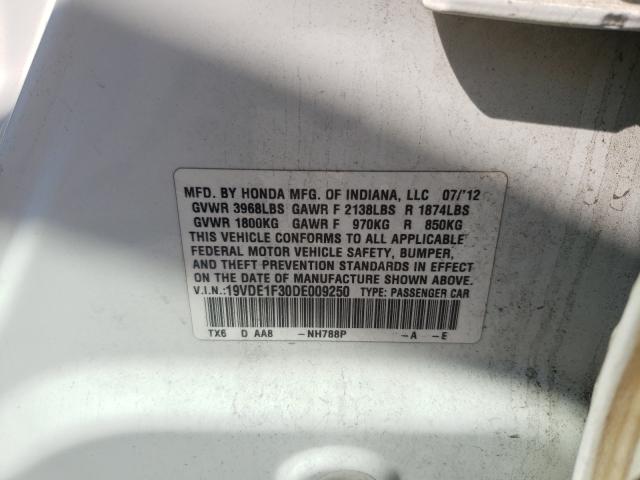 MFD. BY HONDA MFG. OF INDIANA, LLC 07/'12
GVWR 3968LBS GAWR F 2138LBS R 1874LBS
GVWR 1800KG GAWR F 970KG R 850KG
THIS VEHICLE CONFORMS TO ALL APPLICABLE
FEDERAL MOTOR VEHICLE SAFETY, BUMPER,
AND THEFT PREVENTION STANDARDS IN EFFECT
ON THE DATE OF MANUFACTURE SHOWN ABOVE.
V.I.N.:19VDE1F30DE009250 TYPE: PASSENGER CAR
TX6 D AA8 -NH788P -A -E